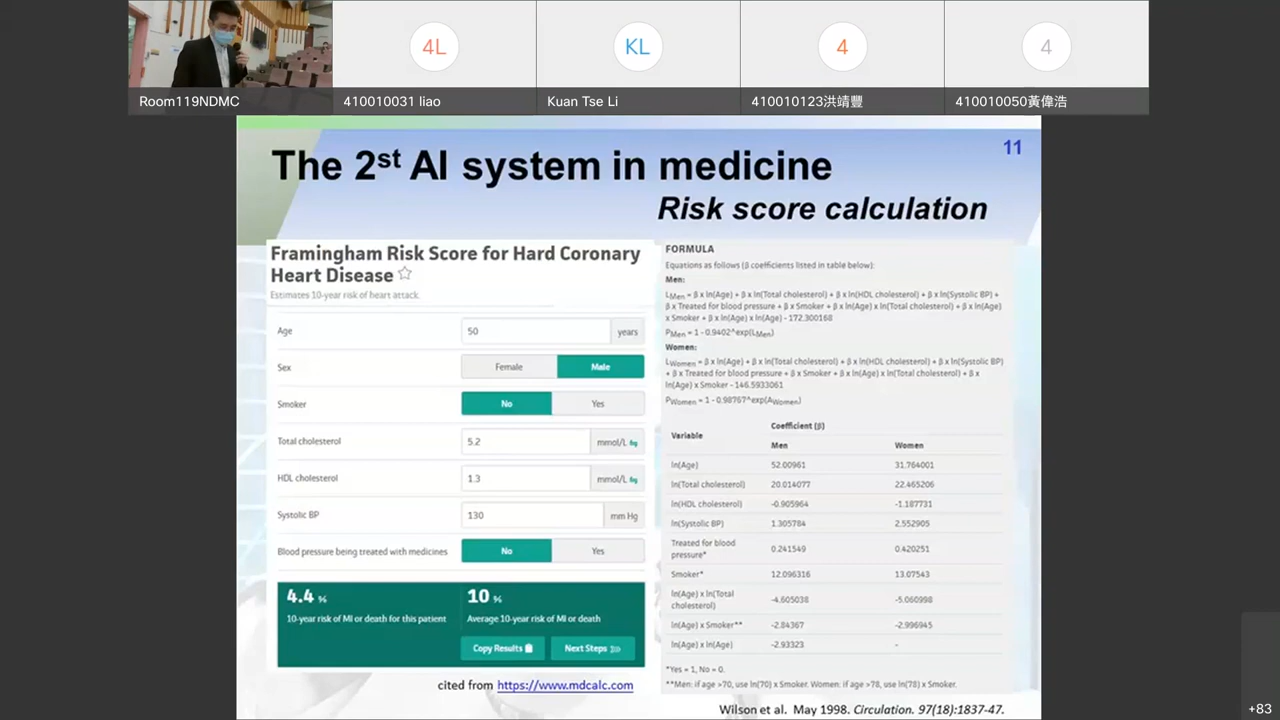 4L
KL
4
4
Room119NDMC
410010031 liao
Kuan Tse Li
410010123洪靖豐
410010050黃偉浩
11
The 2st AI system in medicine
Risk score calculation
Framingham Risk Score for Hard Coronary
Heart Disease ☆
Estimates 10-year risk of heart attack.
Age 50 years
Sex Female Male
Smoker No Yes
Total cholesterol 5.2 mmol/L
HDL cholesterol 1.3 mmol/L
Systolic BP 130 mm Hg
Blood pressure being treated with medicines No Yes
4.4 % 10 %
10-year risk of MI or death for this patient Average 10-year risk of MI or death
Copy Results Next Steps
cited from https://www.mdcalc.com
FORMULA
Equations as follows (β coefficients listed in table below):
Men:
LMen = β x ln(Age) + β x ln(Total cholesterol) + β x ln(HDL cholesterol) + β x ln(Systolic BP) +
β x Treated for blood pressure + β x Smoker + β x ln(Age) x ln(Total cholesterol) + β x ln(Age)
x Smoker + β x ln(Age) x ln(Age) - 172.300168
PMen = 1 - 0.9402^exp(LMen)
Women:
LWomen = β x ln(Age) + β x ln(Total cholesterol) + β x ln(HDL cholesterol) + β x ln(Systolic BP)
+ β x Treated for blood pressure + β x Smoker + β x ln(Age) x ln(Total cholesterol) + β x
ln(Age) x Smoker - 146.5933061
PWomen = 1 - 0.98767^exp(AWomen)
Variable Coefficient (β)
Men Women
ln(Age) 52.00961 31.764001
ln(Total cholesterol) 20.014077 22.465206
ln(HDL cholesterol) -0.905964 -1.187731
ln(Systolic BP) 1.305784 2.552905
Treated for blood
pressure* 0.241549 0.420251
Smoker* 12.096316 13.07543
ln(Age) x ln(Total
cholesterol) -4.605038 -5.060998
ln(Age) x Smoker** -2.84367 -2.996945
ln(Age) x ln(Age) -2.93323 -
*Yes = 1, No = 0.
**Men: if age >70, use ln(70) x Smoker. Women: if age >78, use ln(78) x Smoker.
Wilson et al. May 1998. Circulation. 97(18):1837-47.
+83